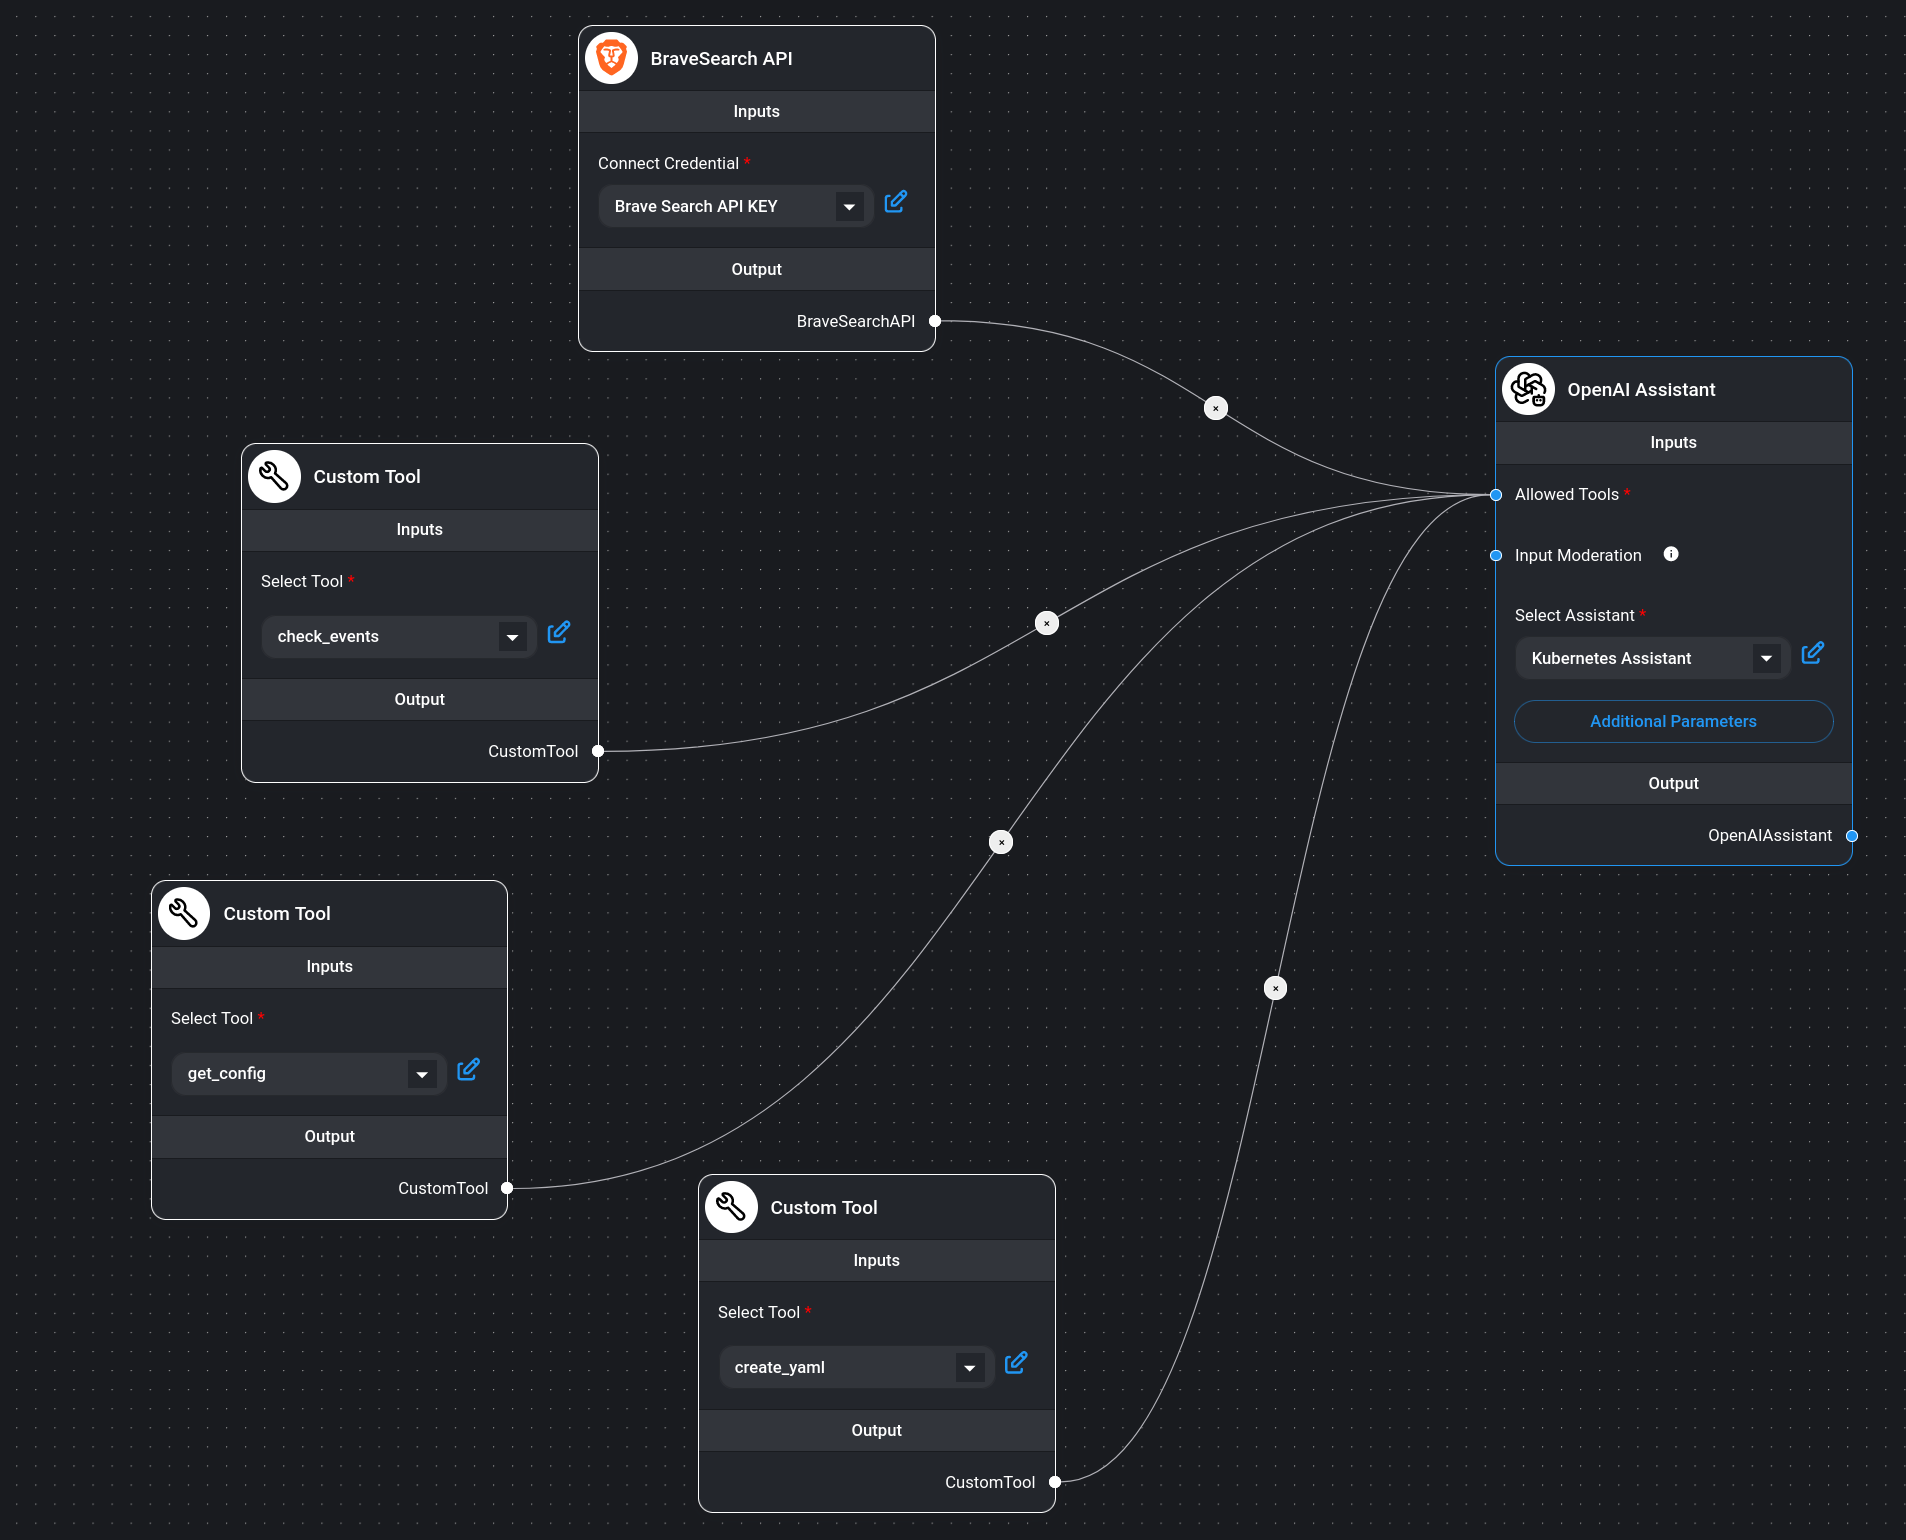 BraveSearch API
Inputs
Connect Credential *
Brave Search API KEY
Output
BraveSearchAPI
OpenAI Assistant
Inputs
Allowed Tools *
Input Moderation
Select Assistant *
Kubernetes Assistant
Additional Parameters
Output
OpenAIAssistant
Custom Tool
Inputs
Select Tool *
check_events
Output
CustomTool
Custom Tool
Inputs
Select Tool *
get_config
Output
CustomTool
Custom Tool
Inputs
Select Tool *
create_yaml
Output
CustomTool